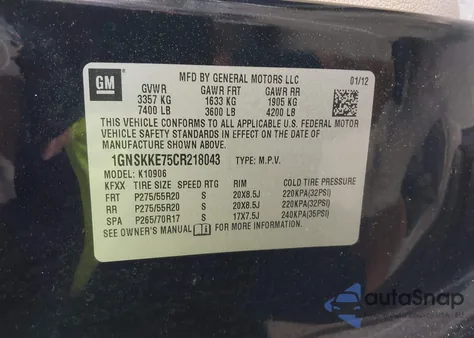 GM
MFD BY GENERAL MOTORS LLC 01/12
GVWR GAWR FRT GAWR RR
3357 KG 1633 KG 1905 KG
7400 LB 3600 LB 4200 LB
THIS VEHICLE CONFORMS TO ALL APPLICABLE U.S. FEDERAL MOTOR
VEHICLE SAFETY STANDARDS IN EFFECT ON THE DATE OF
MANUFACTURE SHOWN ABOVE.
1GNSKKE75CR218043 TYPE: M.P.V.
MODEL: K10906
KFXX TIRE SIZE SPEED RTG RIM COLD TIRE PRESSURE
FRT P275/55R20 S 20X8.5J 220KPA(32PSI)
RR P275/55R20 S 20X8.5J 220KPA(32PSI)
SPA P265/70R17 S 17X7.5J 240KPA(35PSI)
SEE OWNER'S MANUAL FOR MORE INFORMATION.
autoSnap